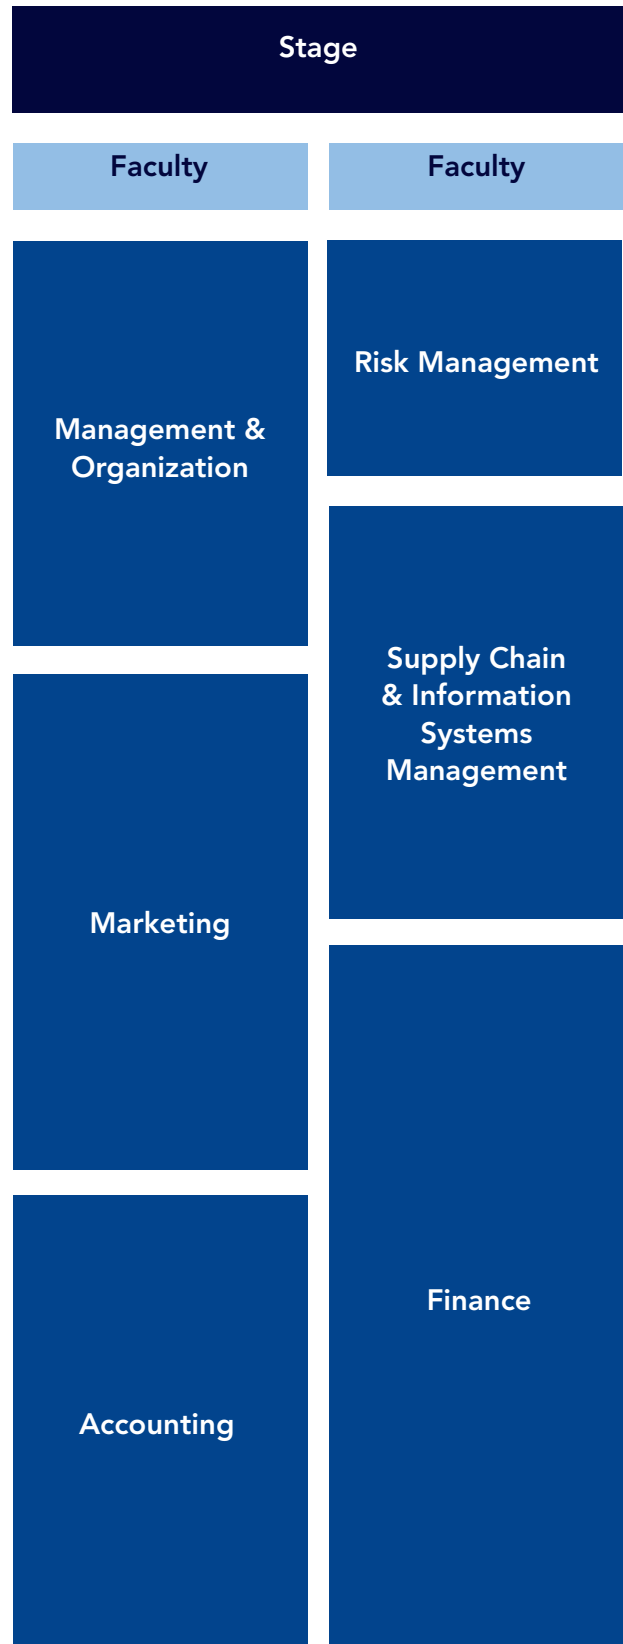 Stage
Faculty
Faculty
Management &
Organization
Marketing
Accounting
Risk Management
Supply Chain
& Information
Systems
Management
Finance